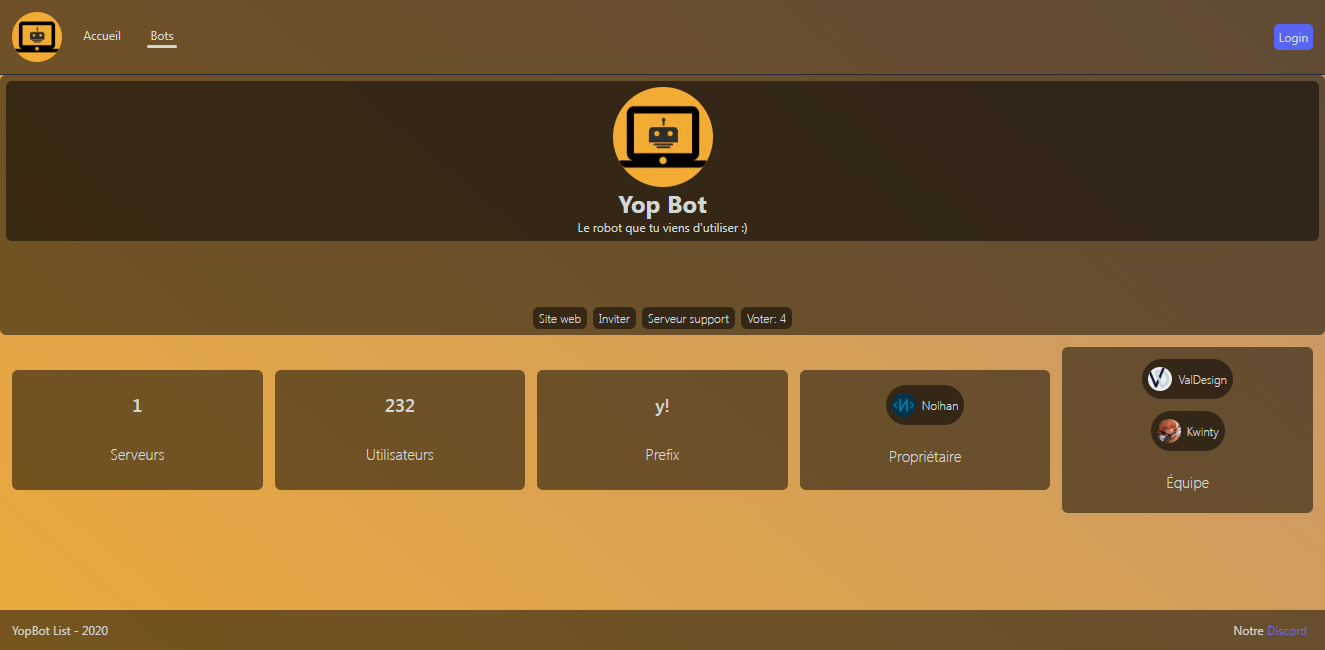 Accueil
Bots
Login
Yop Bot
Le robot que tu viens d'utiliser :)
Site web
Inviter
Serveur support
Voter: 4
1
Serveurs
232
Utilisateurs
y!
Prefix
Nolhan
Propriétaire
ValDesign
Kwinty
Équipe
YopBot List - 2020
Notre Discord